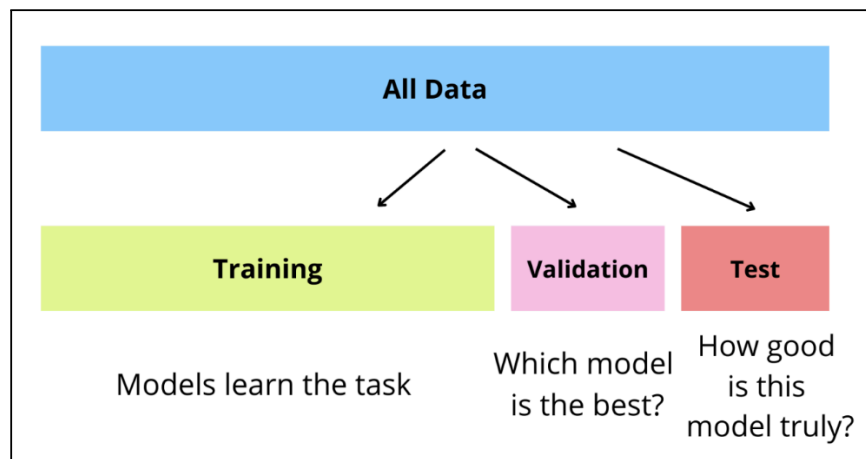 All Data
Training
Validation
Test
Models learn the task
Which model
is the best?
How good
is this
model truly?